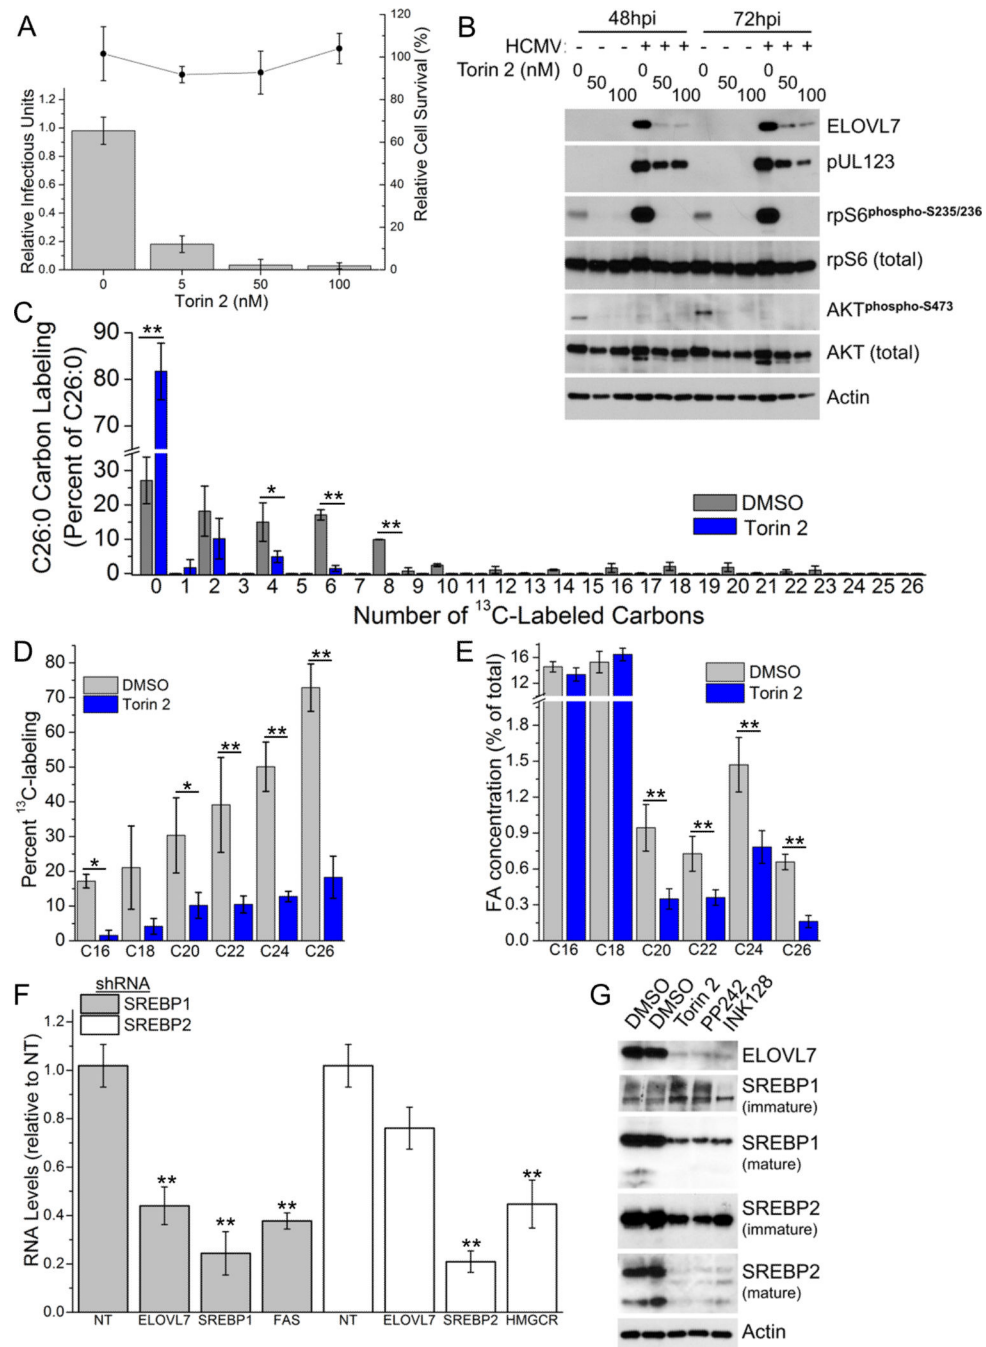 A
Relative Infectious Units
1.2
1.0
0.8
0.6
0.4
0.2
0.0
120
100
80
60
40
20
0
Relative Cell Survival (%)
0 5 50 100
Torin 2 (nM)
B
48hpi 72hpi
HCMV: - - - + + + - - - + + +
Torin 2 (nM) 0 50 100 0 50 100 0 50 100 0 50 100
ELOVL7
pUL123
rpS6phospho-S235/236
rpS6 (total)
AKTphospho-S473
AKT (total)
Actin
C
C26:0 Carbon Labeling
(Percent of C26:0)
90
80
70
30
20
10
0
** * ** **
DMSO
Torin 2
0 1 2 3 4 5 6 7 8 9 10 11 12 13 14 15 16 17 18 19 20 21 22 23 24 25 26
Number of 13C-Labeled Carbons
D
Percent 13C-labeling
80
70
60
50
40
30
20
10
0
DMSO
Torin 2
* * ** ** **
C16 C18 C20 C22 C24 C26
E
FA concentration (% of total)
16
14
12
1.8
1.5
1.2
0.9
0.6
0.3
0.0
DMSO
Torin 2
** ** ** **
C16 C18 C20 C22 C24 C26
F
shRNA
SREBP1
SREBP2
RNA Levels (relative to NT)
1.2
1.0
0.8
0.6
0.4
0.2
0.0
** ** ** ** **
NT ELOVL7 SREBP1 FAS NT ELOVL7 SREBP2 HMGCR
G
DMSO DMSO Torin 2 PP242 INK128
ELOVL7
SREBP1
(immature)
SREBP1
(mature)
SREBP2
(immature)
SREBP2
(mature)
Actin